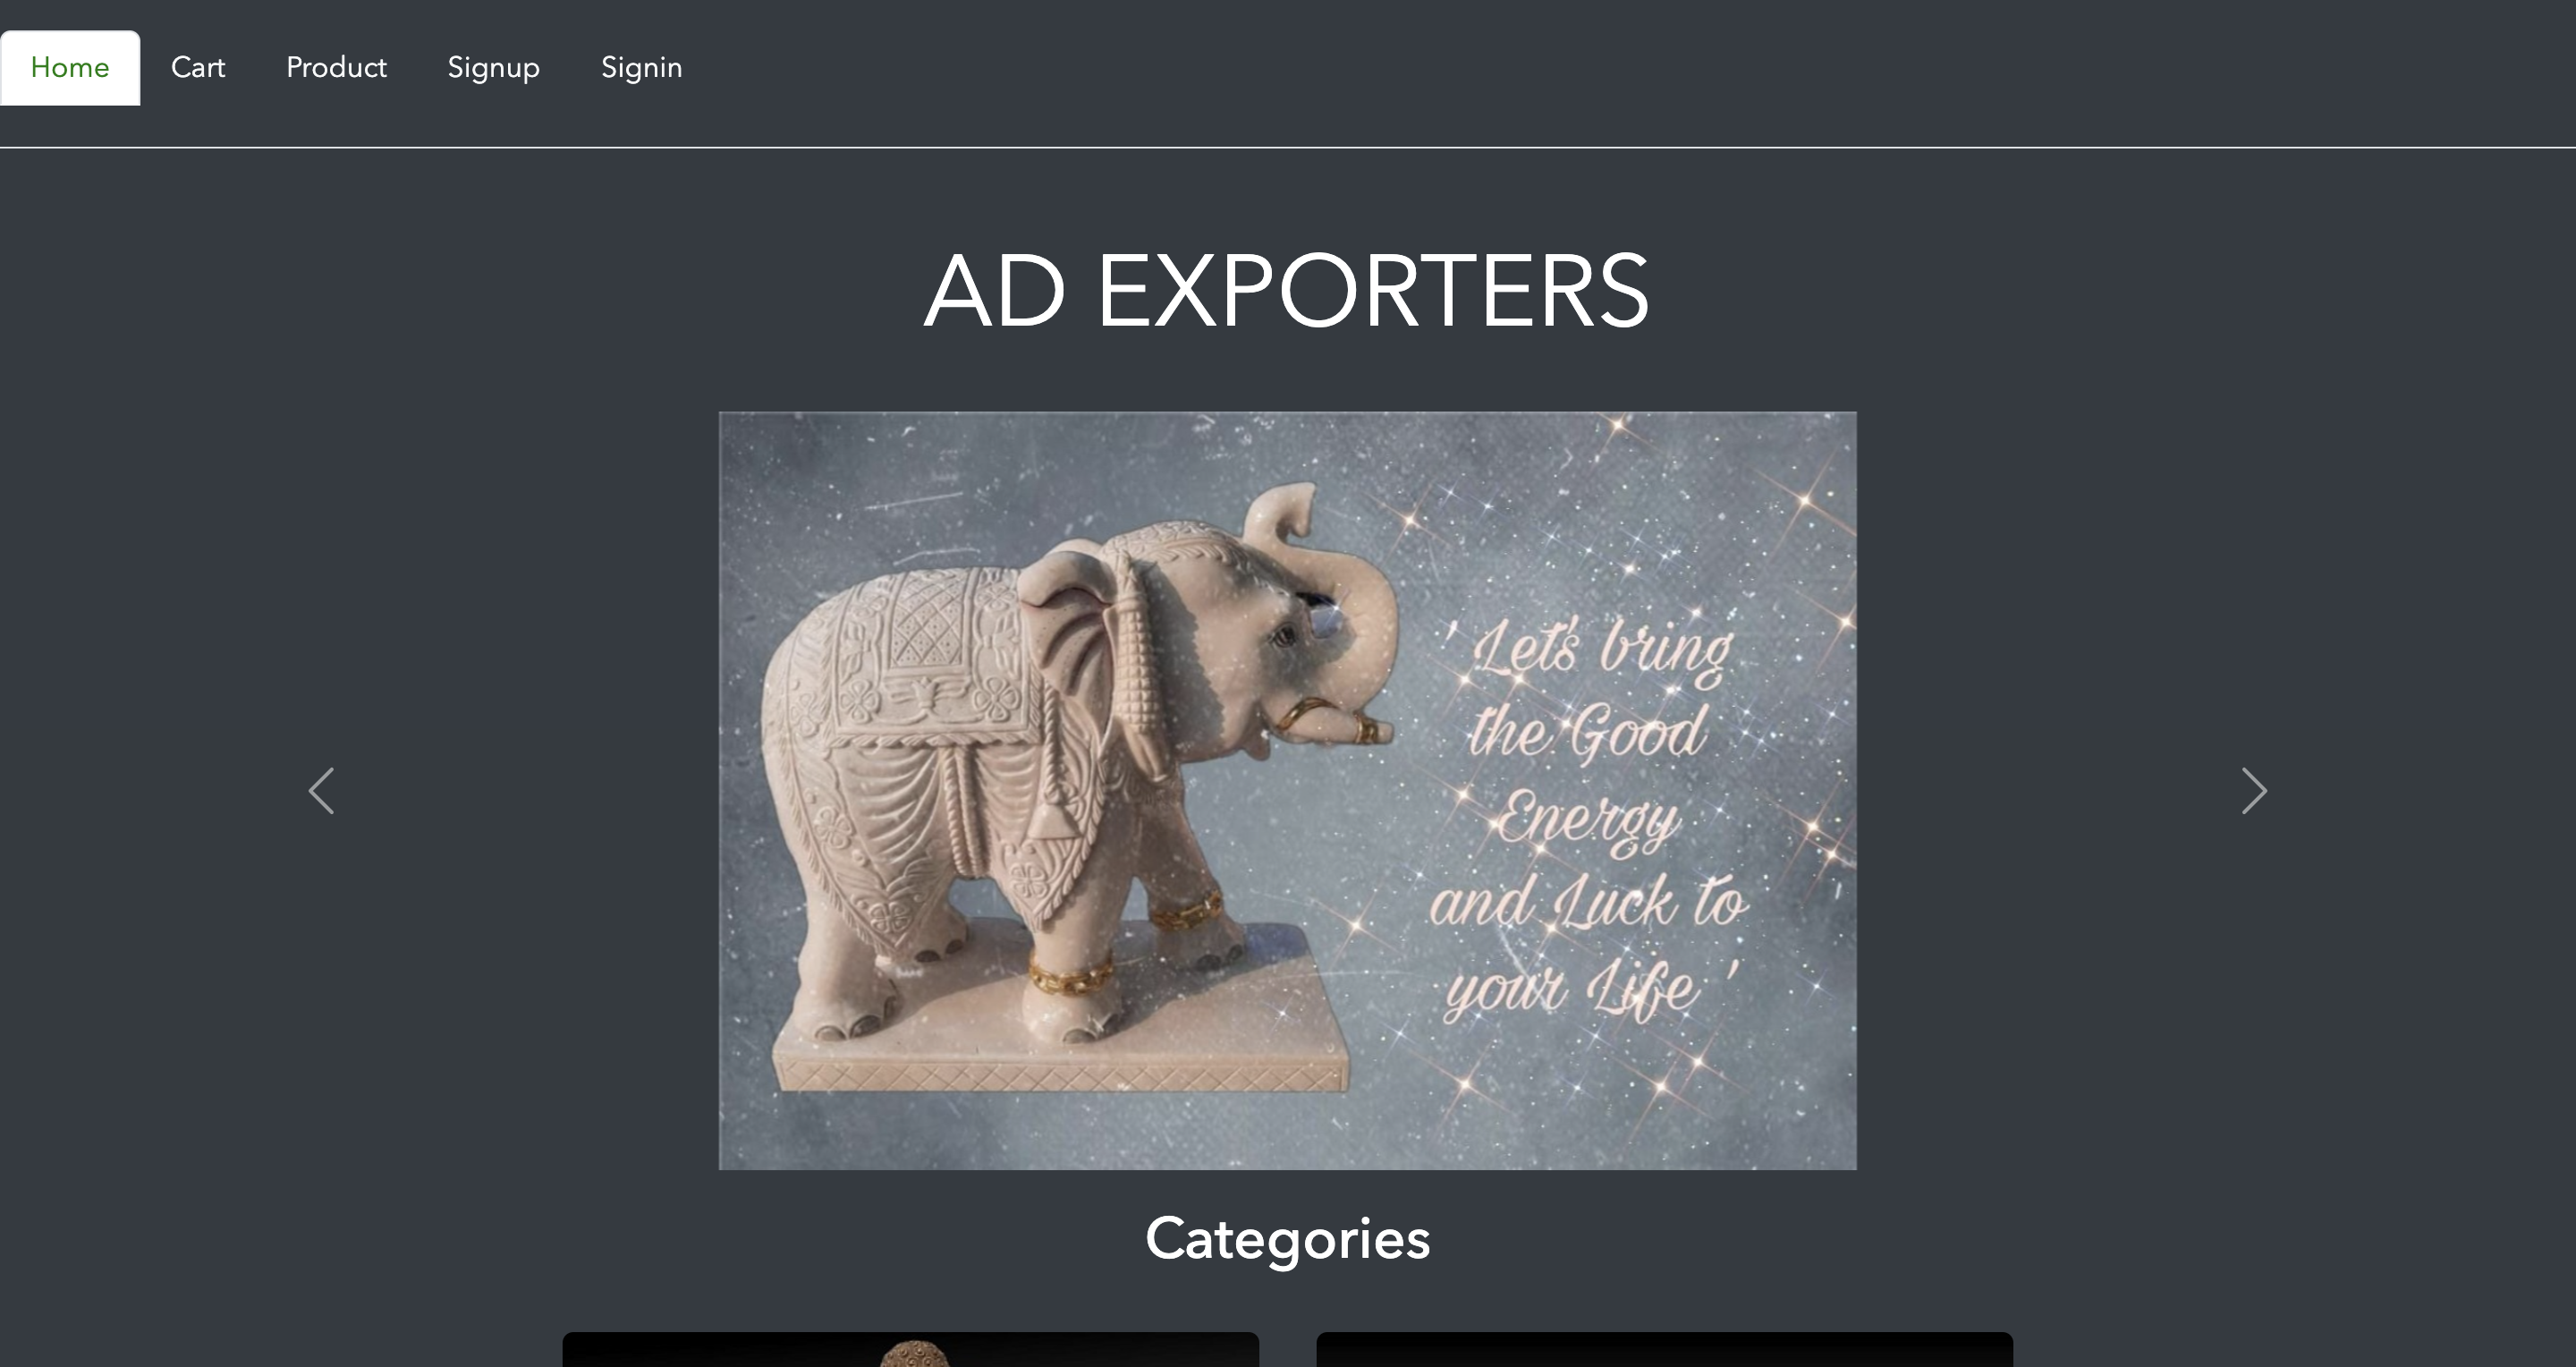 Home Cart Product Signup Signin
AD EXPORTERS
' Let's bring
the Good
Energy
and Luck to
your Life '
Categories